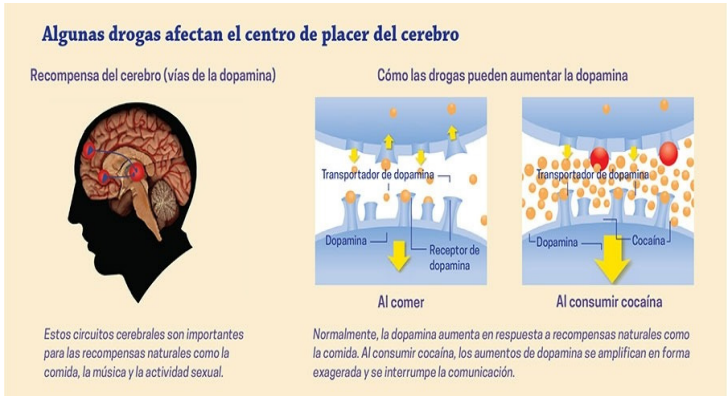 Algunas drogas afectan el centro de placer del cerebro
Recompensa del cerebro (vías de la dopamina)
Estos circuitos cerebrales son importantes
para las recompensas naturales como la
comida, la música y la actividad sexual.
Cómo las drogas pueden aumentar la dopamina
Transportador de dopamina
Dopamina
Receptor de
dopamina
Al comer
Transportador de dopamina
Dopamina
Cocaína
Al consumir cocaína
Normalmente, la dopamina aumenta en respuesta a recompensas naturales como
la comida. Al consumir cocaína, los aumentos de dopamina se amplifican en forma
exagerada y se interrumpe la comunicación.